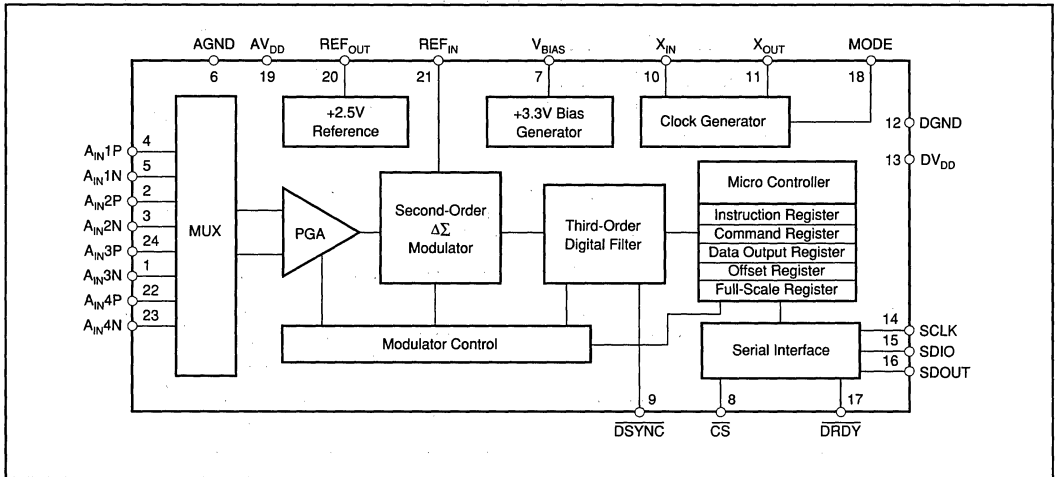 AGND AVDD REFOUT REFIN VBIAS XIN XOUT MODE
6 19 20 21 7 10 11 18
+2.5V
Reference
+3.3V Bias
Generator
Clock Generator
12 DGND
13 DVDD
AIN1P 4
AIN1N 5
AIN2P 2
AIN2N 3
AIN3P 24
AIN3N 1
AIN4P 22
AIN4N 23
MUX
PGA
Second-Order
ΔΣ
Modulator
Third-Order
Digital Filter
Micro Controller
Instruction Register
Command Register
Data Output Register
Offset Register
Full-Scale Register
Modulator Control
Serial Interface
14 SCLK
15 SDIO
16 SDOUT
9 8 17
DSYNC CS DRDY